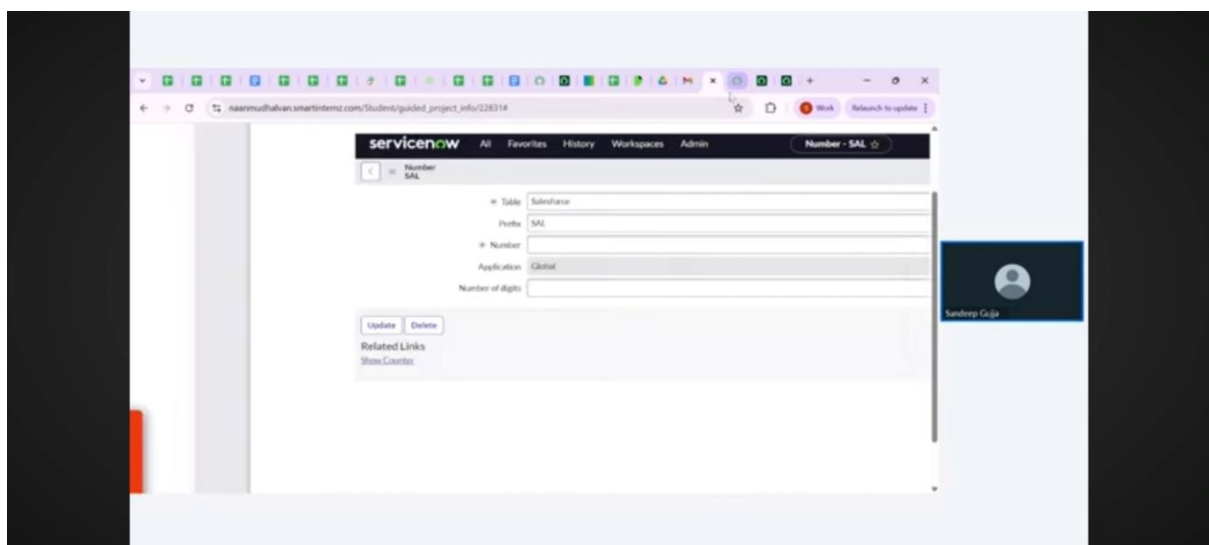 naanmudhalvan.smartinternz.com/Student/guided_project_info/22831#
Work
Relaunch to update
servicenow All Favorites History Workspaces Admin Number - SAL
Number
SAL
Table Salesforce
Prefix SAL
Number
Application Global
Number of digits
Update Delete
Related Links
Show Counter
Sandeep Gujja